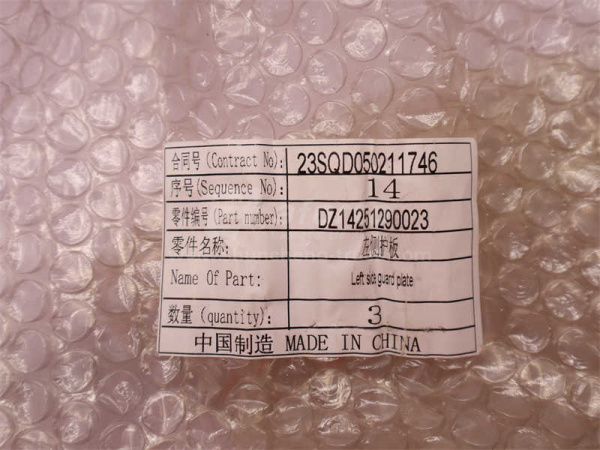 合同号(Contract No): 23SQD050211746
序号(Sequence No): 14
零件编号(Part number): DZ14251290023
零件名称: 左侧护板
Name Of Part: Left side guard plate
数量(quantity): 3
中国制造 MADE IN CHINA